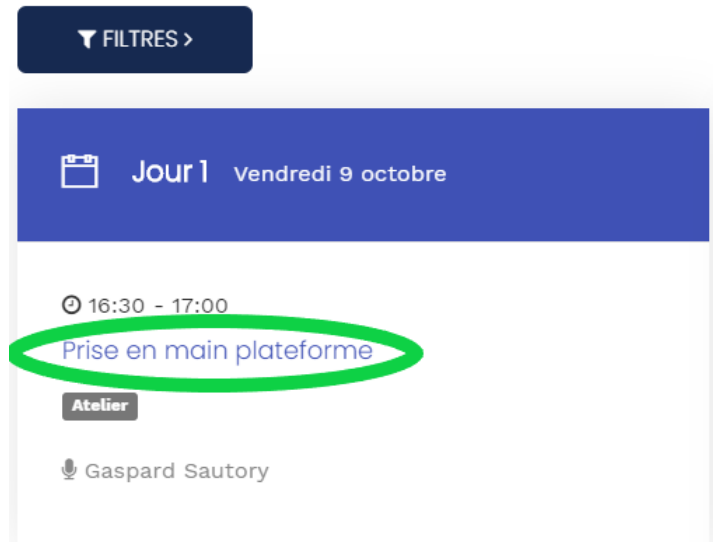 FILTRES >
Jour 1 Vendredi 9 octobre
16:30 - 17:00
Prise en main plateforme
Atelier
Gaspard Sautory